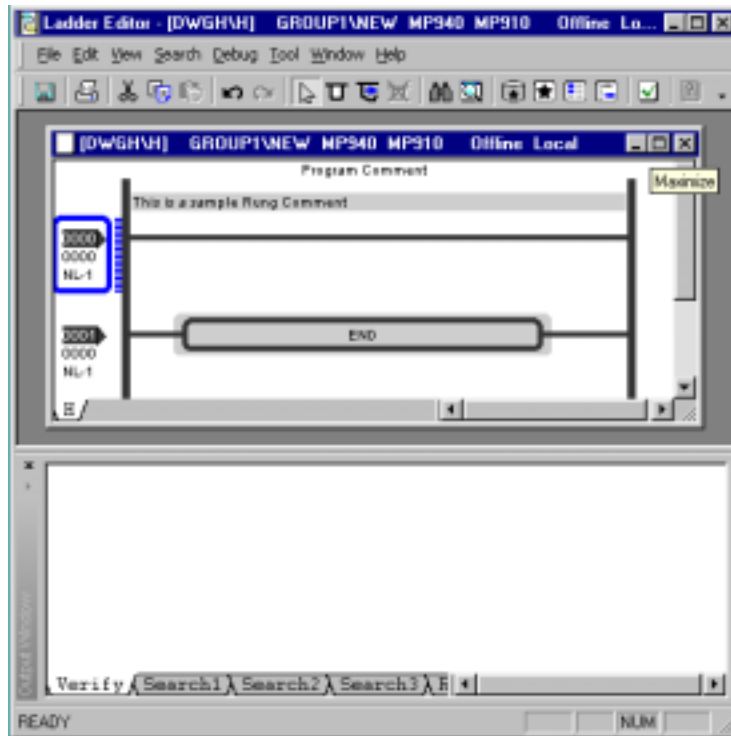 Ladder Editor - [DWGH\H] GROUP1\NEW MP940 MP910 Offline Lo...
File Edit View Search Debug Tool Window Help
[DWGH\H] GROUP1\NEW MP940 MP910 Offline Local
Maximize
Program Comment
This is a sample Rung Comment
0000
0000
NL-1
0001
0000
NL-1
END
H
Output Window
Verify Search1 Search2 Search3
READY
NUM